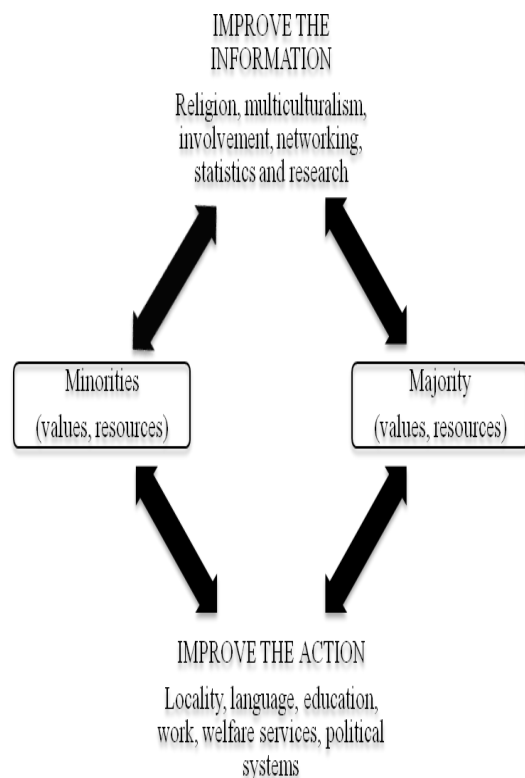 IMPROVE THE
INFORMATION
Religion, multiculturalism,
involvement, networking,
statistics and research
Minorities
(values, resources)
Majority
(values, resources)
IMPROVE THE ACTION
Locality, language, education,
work, welfare services, political
systems